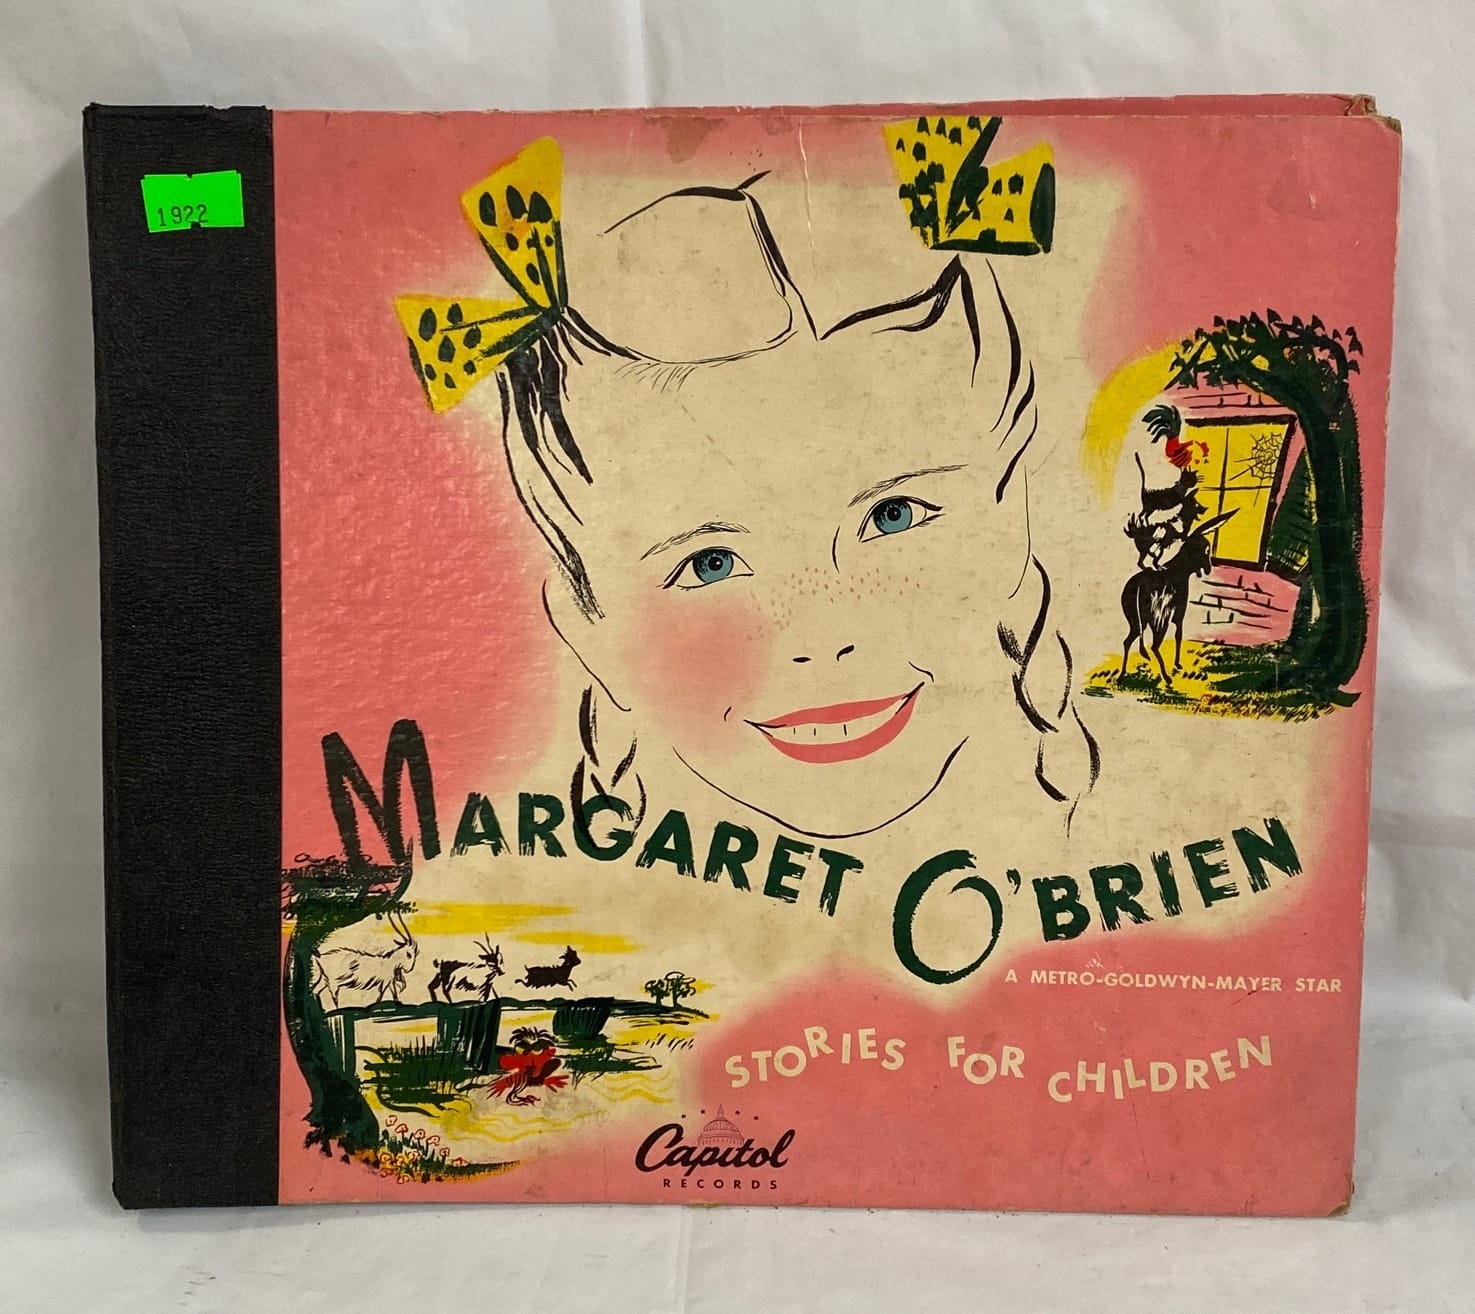 1922
MARGARET O'BRIEN
A METRO-GOLDWYN-MAYER STAR
STORIES FOR CHILDREN
Capitol
RECORDS